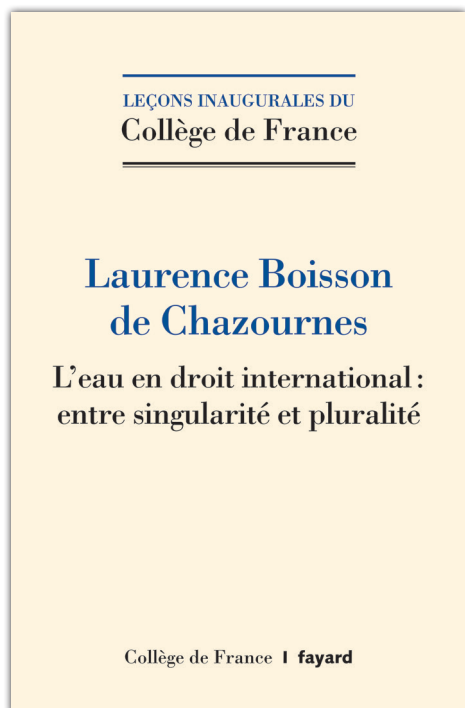 LEÇONS INAUGURALES DU
Collège de France
Laurence Boisson
de Chazournes
L’eau en droit international :
entre singularité et pluralité
Collège de France I fayard